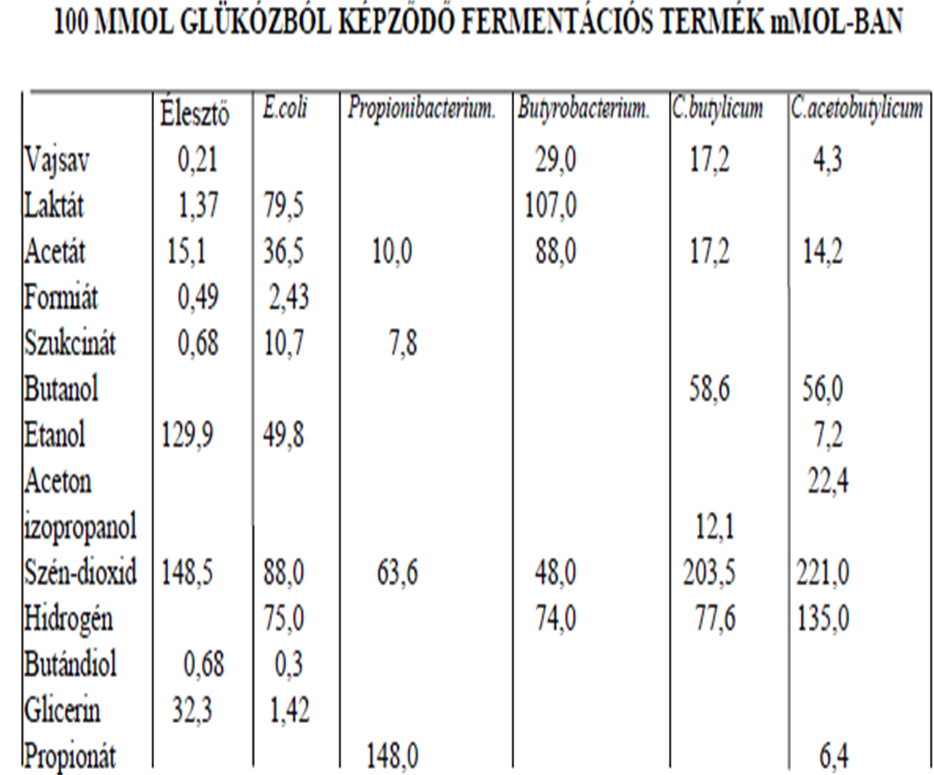 100 MMOL GLÜKÓZBÓL KÉPZŐDŐ FERMENTÁCIÓS TERMÉK mMOL-BAN
Élesztő E.coli Propionibacterium. Butyrobacterium. C.butylicum C.acetobutylicum
Vajsav 0,21 29,0 17,2 4,3
Laktát 1,37 79,5 107,0
Acetát 15,1 36,5 10,0 88,0 17,2 14,2
Formiát 0,49 2,43
Szukcinát 0,68 10,7 7,8
Butanol 58,6 56,0
Etanol 129,9 49,8 7,2
Aceton 22,4
izopropanol 12,1
Szén-dioxid 148,5 88,0 63,6 48,0 203,5 221,0
Hidrogén 75,0 74,0 77,6 135,0
Butándiol 0,68 0,3
Glicerin 32,3 1,42
Propionát 148,0 6,4